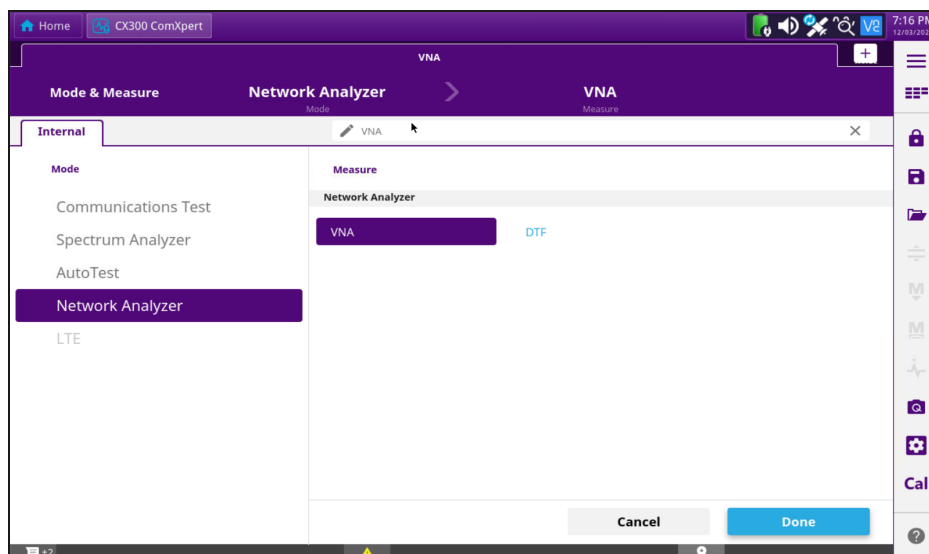 Home
CX300 ComXpert
7:16 PM
VNA
Mode & Measure
Network Analyzer
Mode
VNA
Measure
Internal
VNA
Mode
Measure
Network Analyzer
Communications Test
VNA
DTF
Spectrum Analyzer
AutoTest
Network Analyzer
LTE
Cal
Cancel
Done
+2